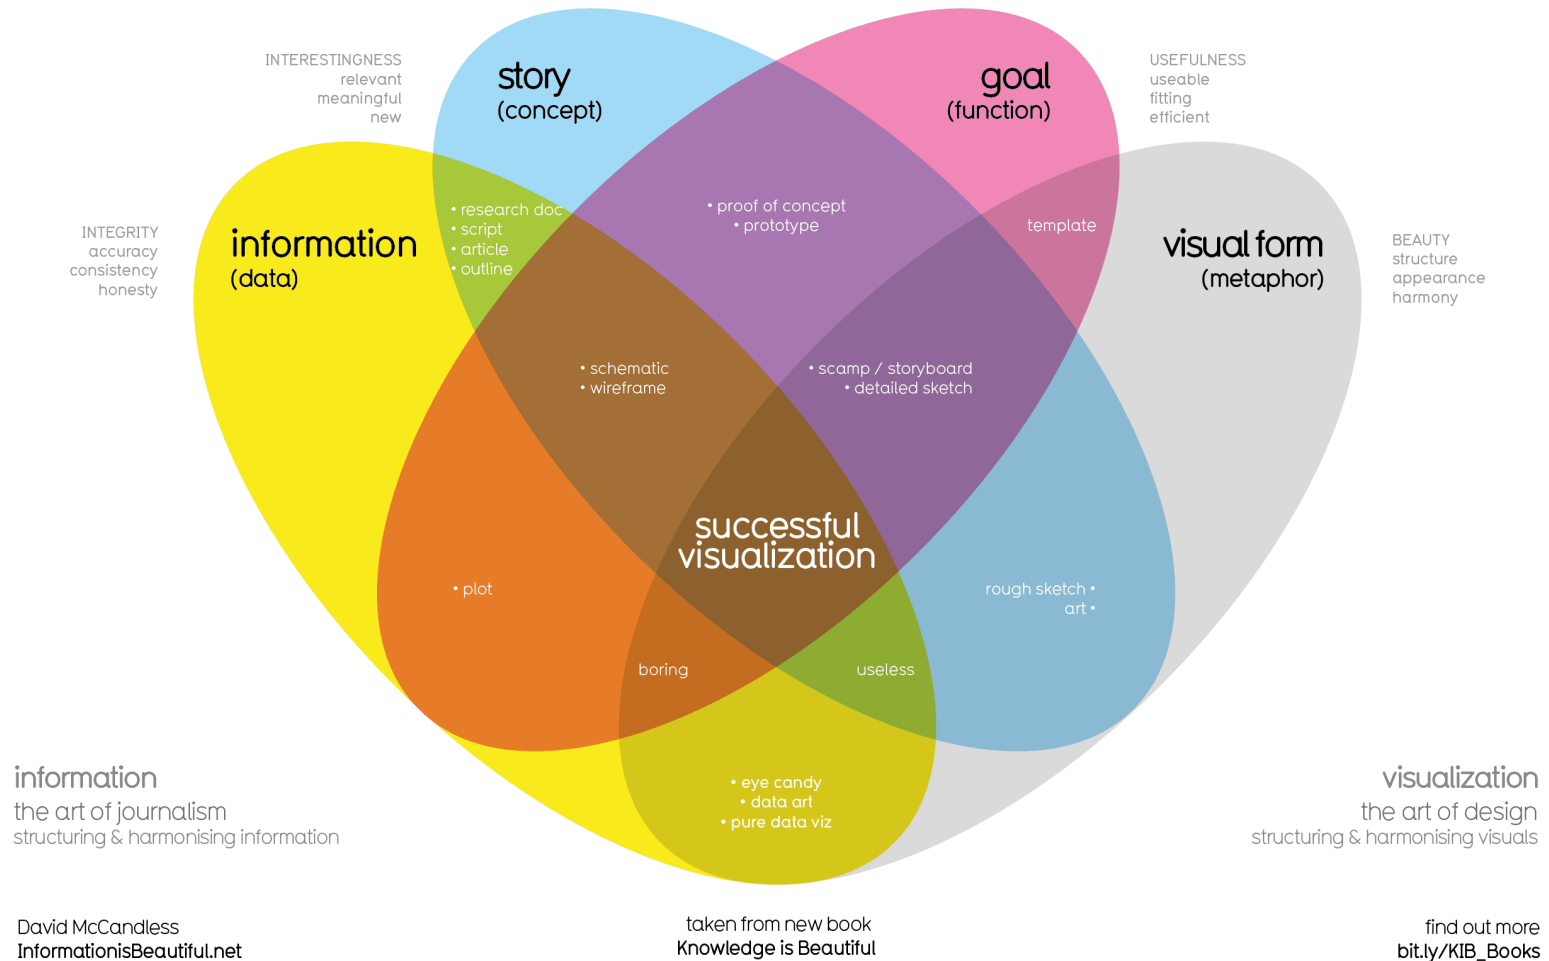 INTERESTINGNESS
relevant
meaningful
new
story
(concept)
goal
(function)
USEFULNESS
useable
fitting
efficient
INTEGRITY
accuracy
consistency
honesty
information
(data)
• research doc
• script
• article
• outline
• proof of concept
• prototype
template
visual form
(metaphor)
BEAUTY
structure
appearance
harmony
• schematic
• wireframe
• scamp / storyboard
• detailed sketch
successful
visualization
• plot
rough sketch •
art •
boring
useless
• eye candy
• data art
• pure data viz
information
the art of journalism
structuring & harmonising information
visualization
the art of design
structuring & harmonising visuals
David McCandless
InformationisBeautiful.net
taken from new book
Knowledge is Beautiful
find out more
bit.ly/KIB_Books